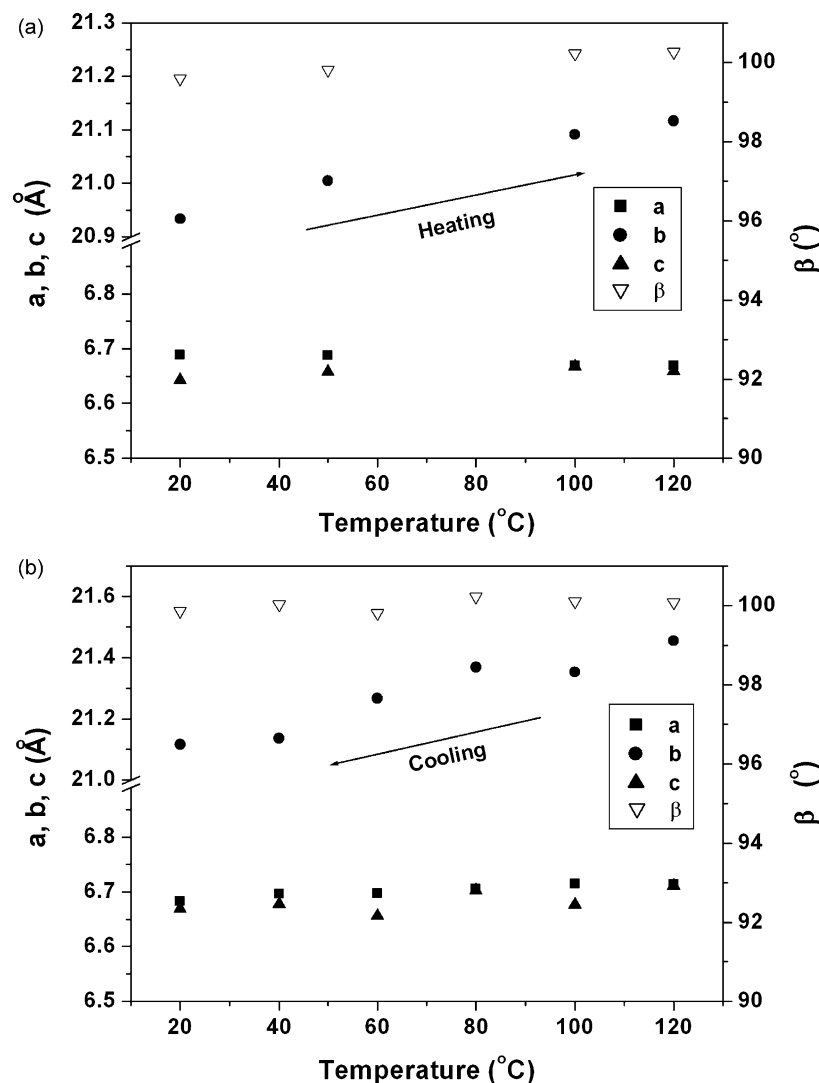 (a)
21.3
21.2
21.1
21.0
20.9
6.8
6.7
6.6
6.5
a, b, c (Å)
100
98
96
94
92
90
β (°)
Heating
a
b
c
β
20 40 60 80 100 120
Temperature (°C)
(b)
21.6
21.4
21.2
21.0
6.8
6.7
6.6
6.5
a, b, c (Å)
100
98
96
94
92
90
β (°)
Cooling
a
b
c
β
20 40 60 80 100 120
Temperature (°C)